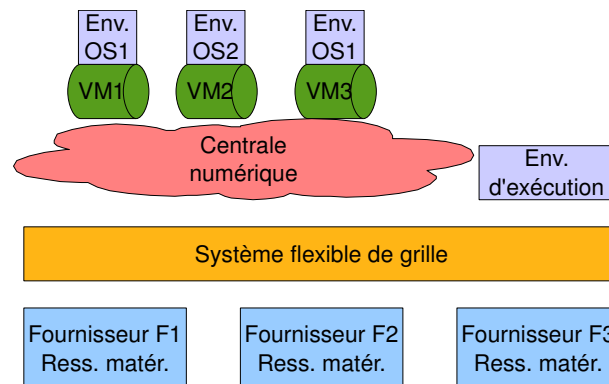 Env.
OS1
Env.
OS2
Env.
OS1
VM1
VM2
VM3
Centrale
numérique
Env.
d'exécution
Système flexible de grille
Fournisseur F1
Ress. matér.
Fournisseur F2
Ress. matér.
Fournisseur F3
Ress. matér.